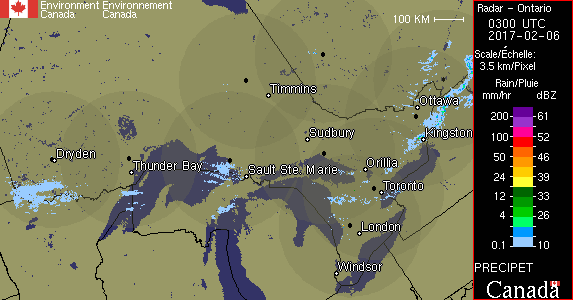 Environment Environnement
Canada Canada
100 KM
Timmins
Ottawa
Sudbury
Kingston
Dryden
Thunder Bay
Sault Ste. Marie
Orillia
Toronto
London
Windsor
Radar - Ontario
0300 UTC
2017-02-06
Scale/Échelle:
3.5 km/Pixel
Rain/Pluie
mm/hr dBZ
200 61
100 52
50 46
24 39
12 33
4 26
0.1 10
PRECIPET
Canada